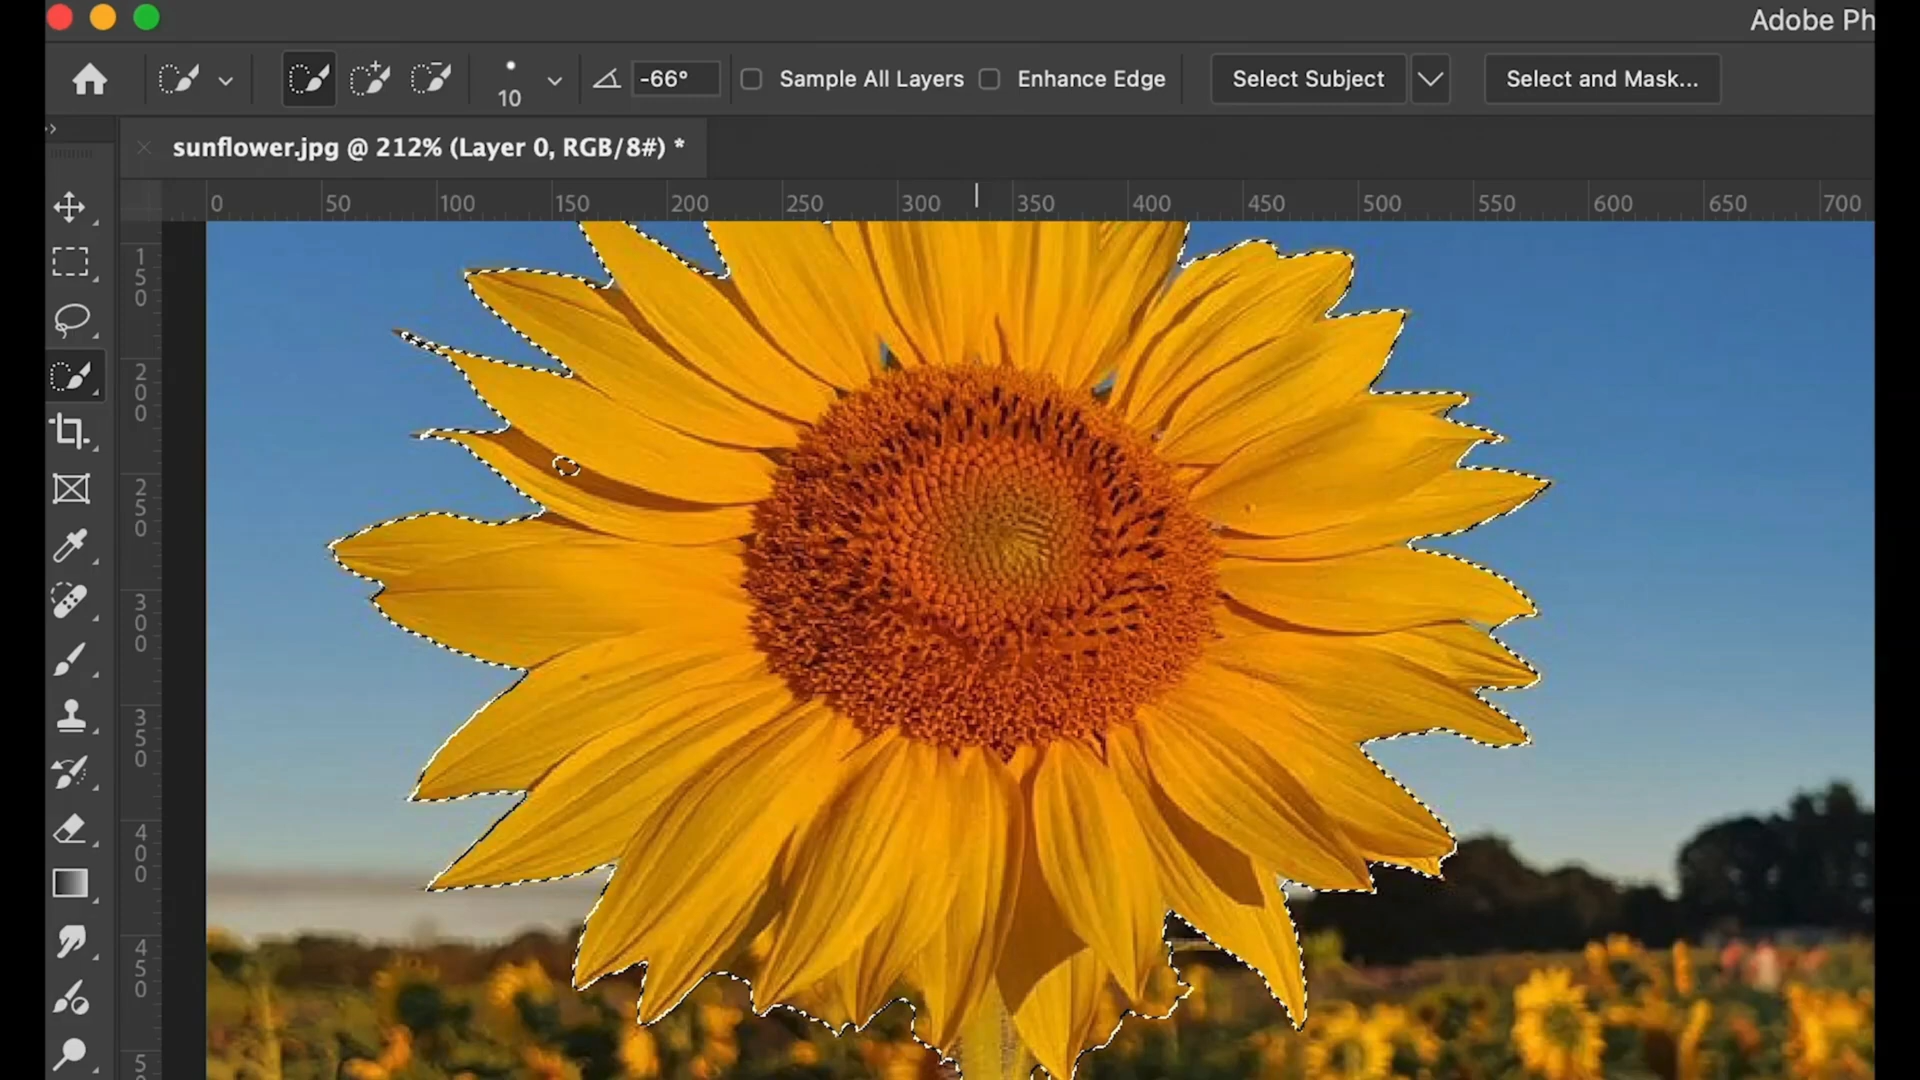 Adobe Ph
10
-66°
Sample All Layers
Enhance Edge
Select Subject
Select and Mask...
sunflower.jpg @ 212% (Layer 0, RGB/8#) *
0 50 100 150 200 250 300 350 400 450 500 550 600 650 700
150
200
250
300
350
400
450
5